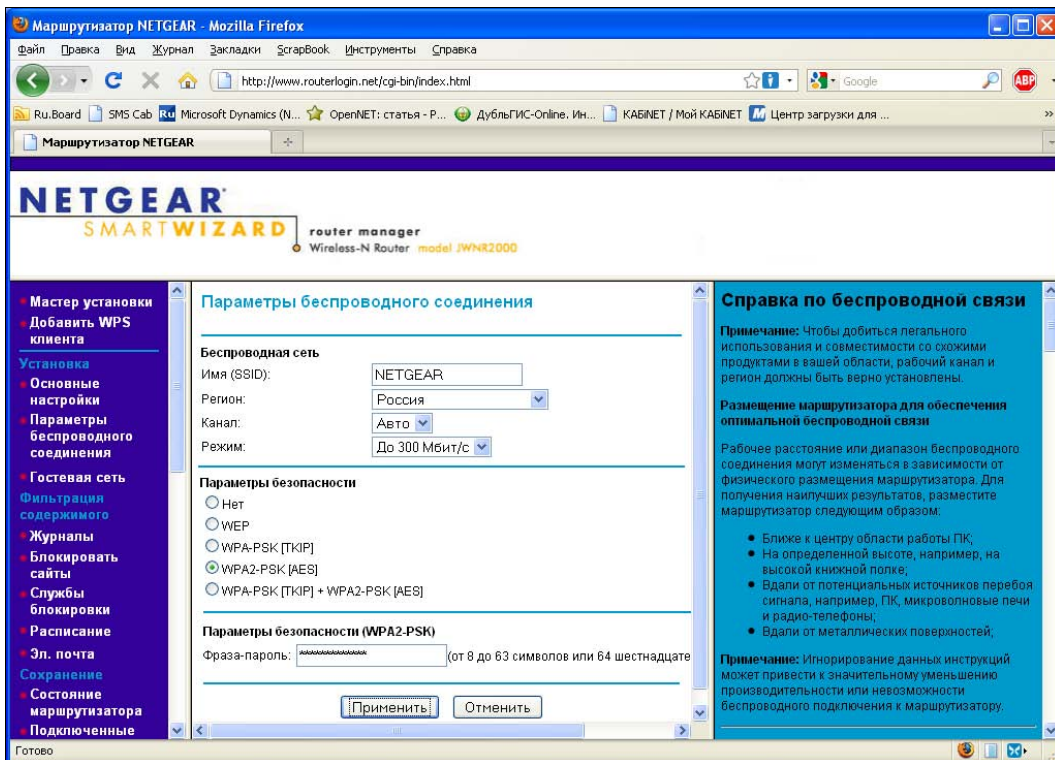 Маршрутизатор NETGEAR - Mozilla Firefox
Файл Правка Вид Журнал Закладки ScrapBook Инструменты Справка
http://www.routerlogin.net/cgi-bin/index.html
Google
ABP
Ru.Board SMS Cab Ru Microsoft Dynamics (N... OpenNET: статья - P... ДубльГИС-Online. Ин... КАБiNET / Мой КАБiNET Центр загрузки для ... »
Маршрутизатор NETGEAR
NETGEAR
SMARTWIZARD
router manager
Wireless-N Router model JWNR2000
Мастер установки
Добавить WPS
клиента
Установка
Основные
настройки
Параметры
беспроводного
соединения
Гостевая сеть
Фильтрация
содержимого
Журналы
Блокировать
сайты
Службы
блокировки
Расписание
Эл. почта
Сохранение
Состояние
маршрутизатора
Подключенные
Параметры беспроводного соединения
Беспроводная сеть
Имя (SSID): NETGEAR
Регион: Россия
Канал: Авто
Режим: До 300 Мбит/с
Параметры безопасности
Нет
WEP
WPA-PSK [TKIP]
WPA2-PSK [AES]
WPA-PSK [TKIP] + WPA2-PSK [AES]
Параметры безопасности (WPA2-PSK)
Фраза-пароль: (от 8 до 63 символов или 64 шестнадцате
Применить Отменить
Справка по беспроводной связи
Примечание: Чтобы добиться легального
использования и совместимости со схожими
продуктами в вашей области, рабочий канал и
регион должны быть верно установлены.
Размещение маршрутизатора для обеспечения
оптимальной беспроводной связи
Рабочее расстояние или диапазон беспроводного
соединения могут изменяться в зависимости от
физического размещения маршрутизатора. Для
получения наилучших результатов, разместите
маршрутизатор следующим образом:
Ближе к центру области работы ПК;
На определенной высоте, например, на
высокой книжной полке;
Вдали от потенциальных источников перебоя
сигнала, например, ПК, микроволновые печи
и радио-телефоны;
Вдали от металлических поверхностей;
Примечание: Игнорирование данных инструкций
может привести к значительному уменьшению
производительности или невозможности
беспроводного подключения к маршрутизатору.
Готово